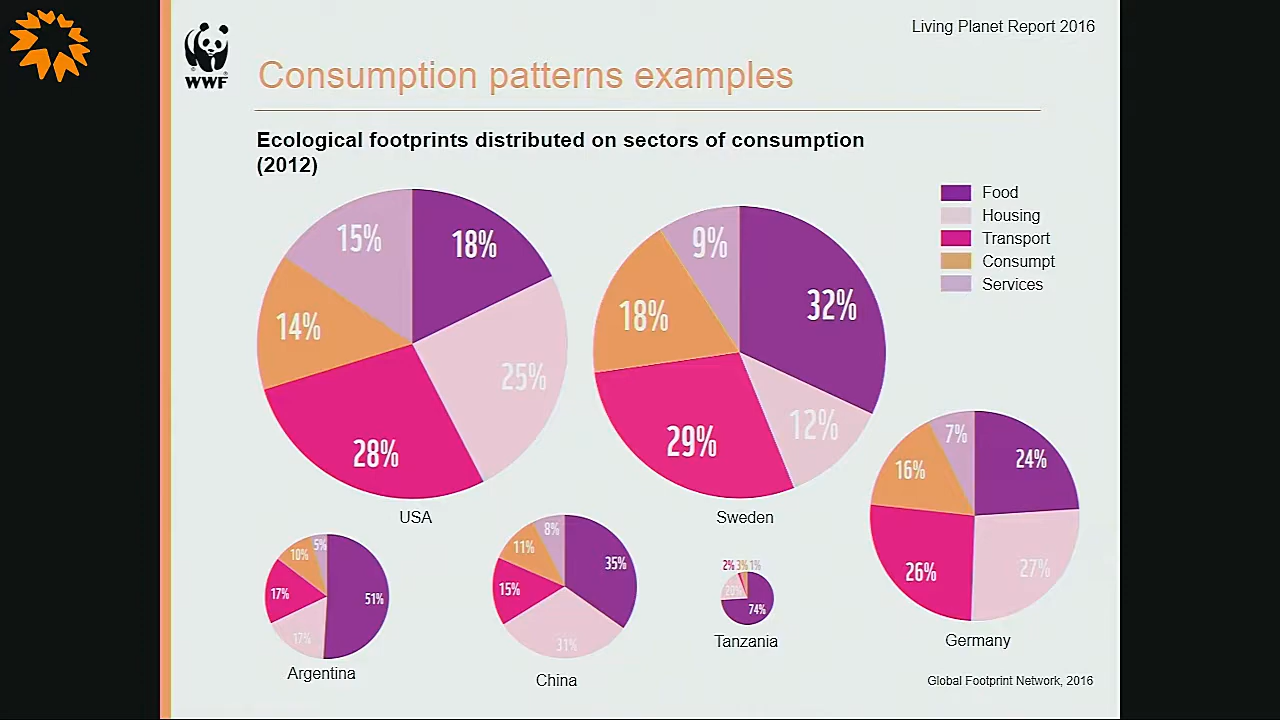 Living Planet Report 2016
WWF
Consumption patterns examples
Ecological footprints distributed on sectors of consumption
(2012)
Food
Housing
Transport
Consumpt
Services
15%
18%
14%
25%
28%
USA
9%
32%
18%
12%
29%
Sweden
7%
24%
16%
26%
27%
Germany
5%
10%
17%
51%
17%
Argentina
8%
11%
35%
15%
31%
China
2% 3% 1%
74%
Tanzania
Global Footprint Network, 2016